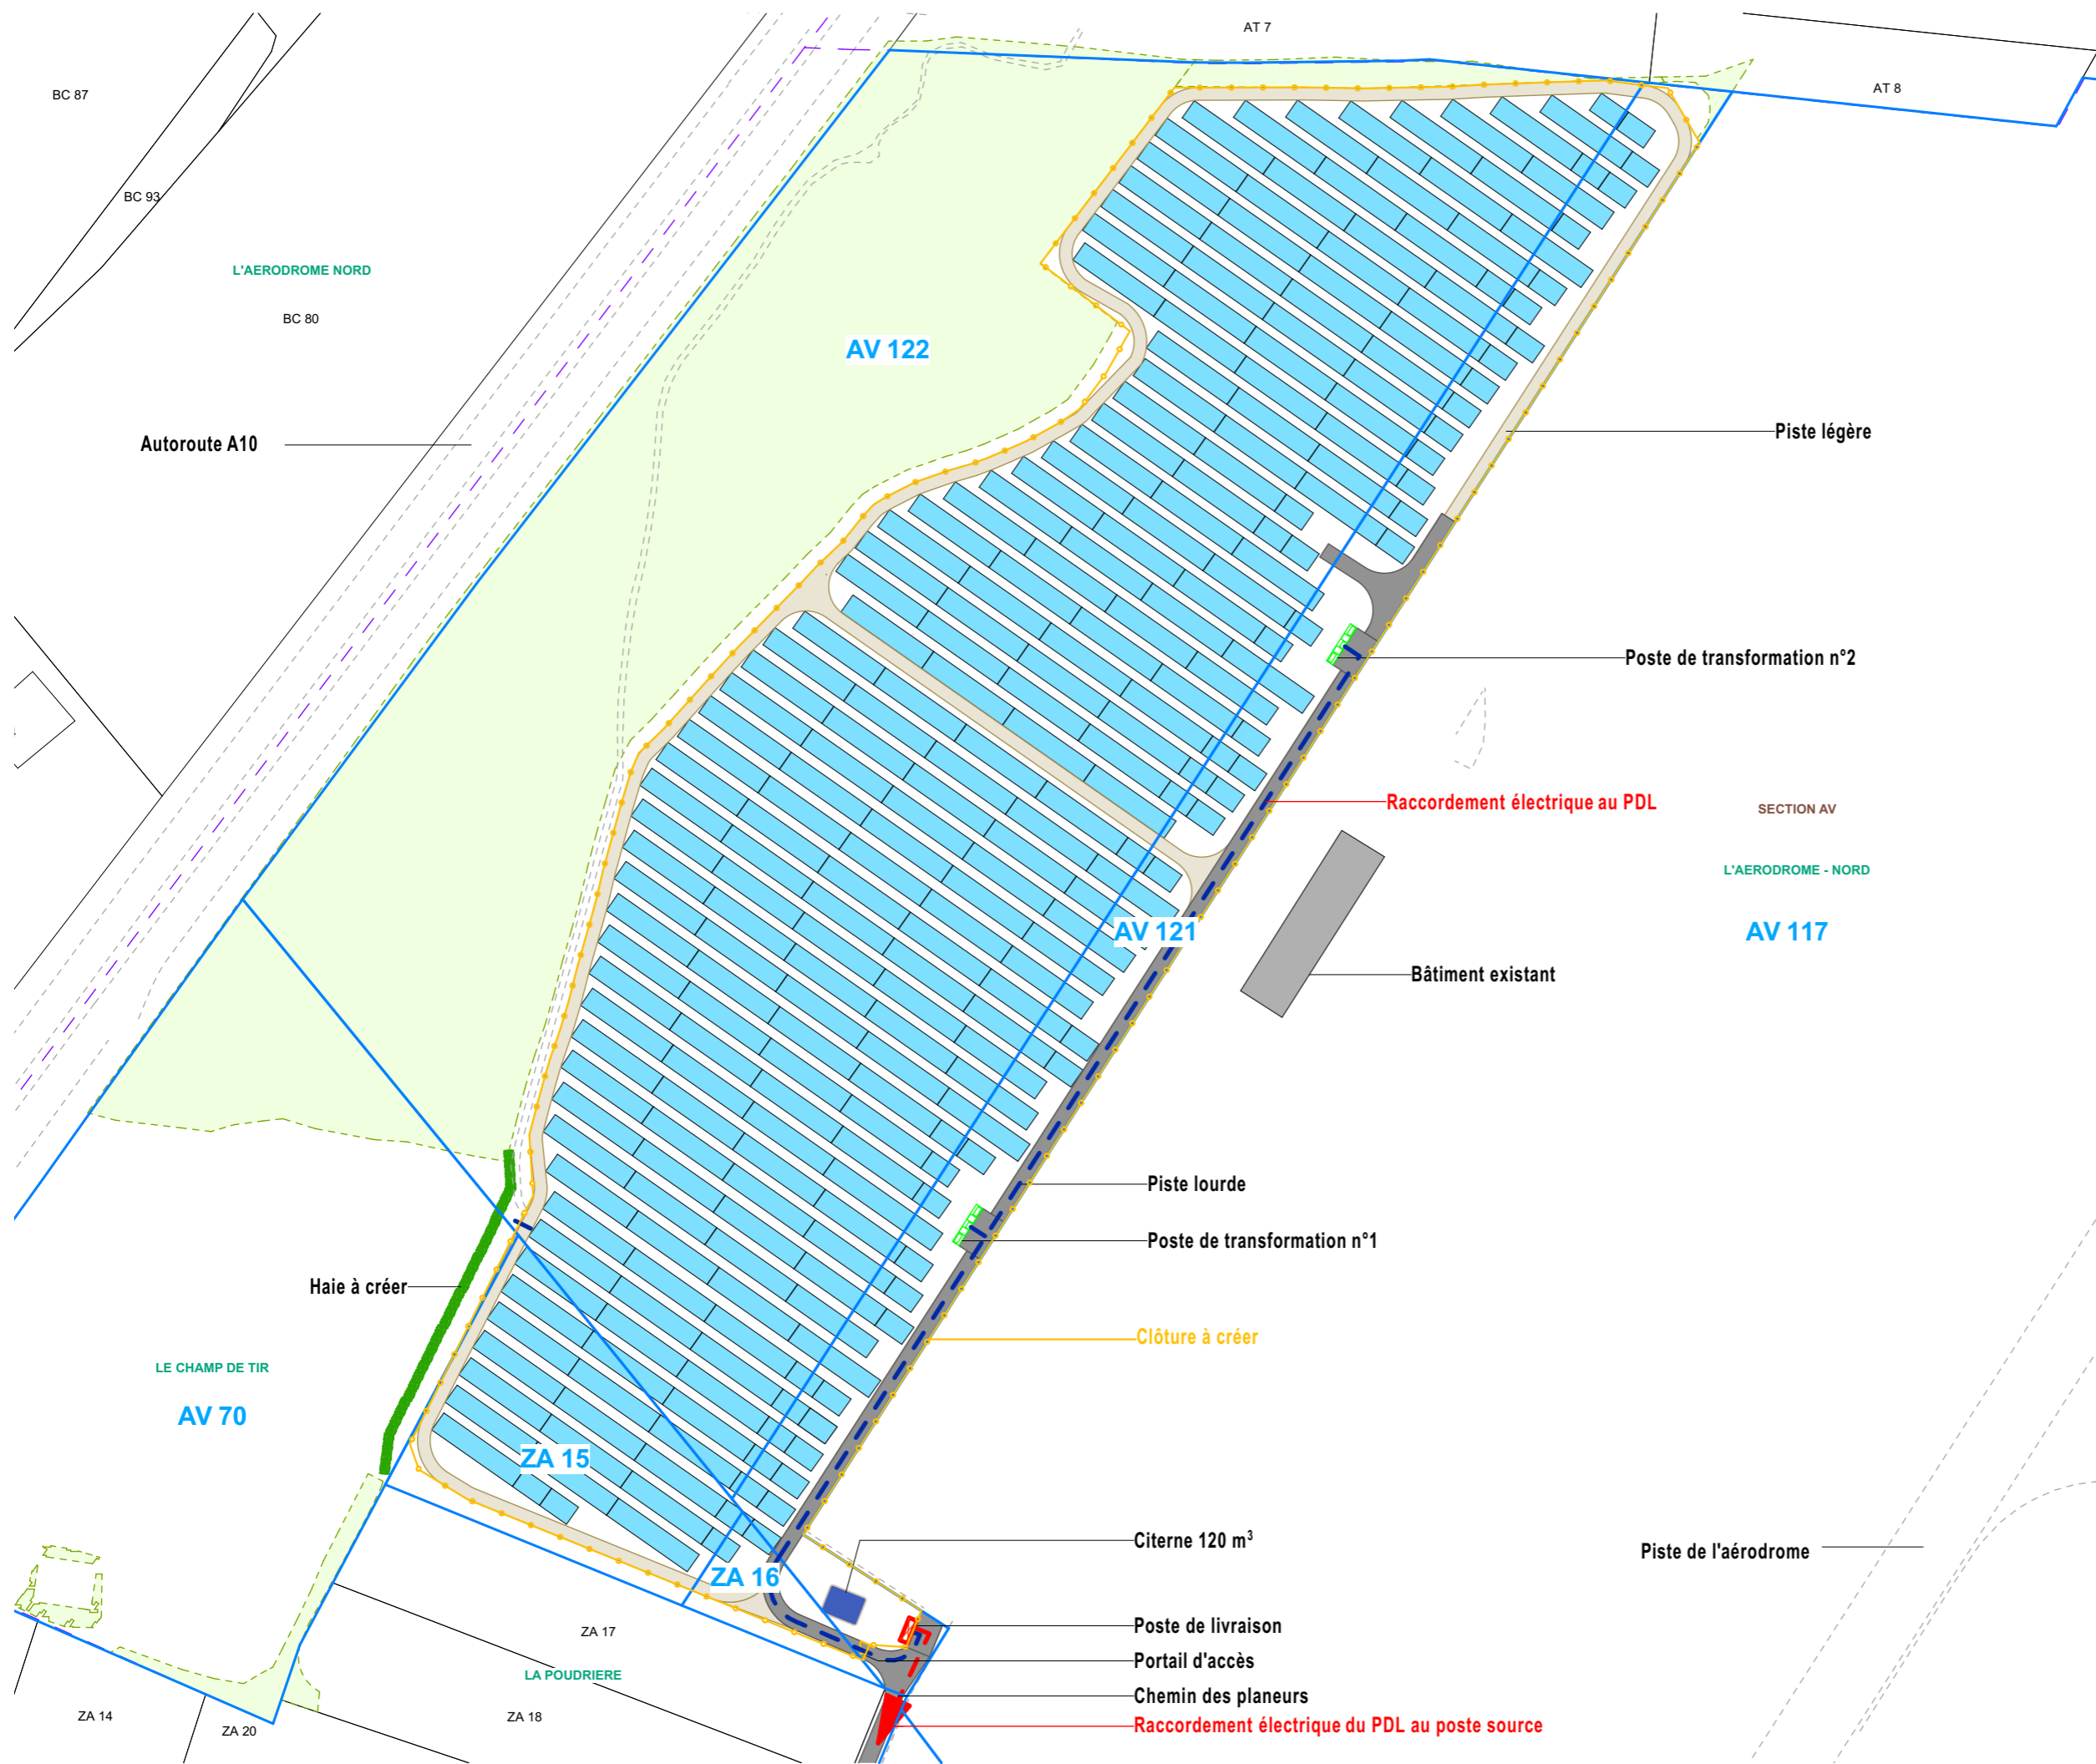 AT 7
BC 87
AT 8
BC 93
L'AERODROME NORD
BC 80
AV 122
Autoroute A10
Piste légère
Poste de transformation n°2
Raccordement électrique au PDL
SECTION AV
L'AERODROME - NORD
AV 121
AV 117
Bâtiment existant
Piste lourde
Poste de transformation n°1
Haie à créer
Clôture à créer
LE CHAMP DE TIR
AV 70
ZA 15
Citerne 120 m³
Piste de l'aérodrome
ZA 16
Poste de livraison
ZA 17
Portail d'accès
LA POUDRIERE
Chemin des planeurs
ZA 14
ZA 20
ZA 18
Raccordement électrique du PDL au poste source